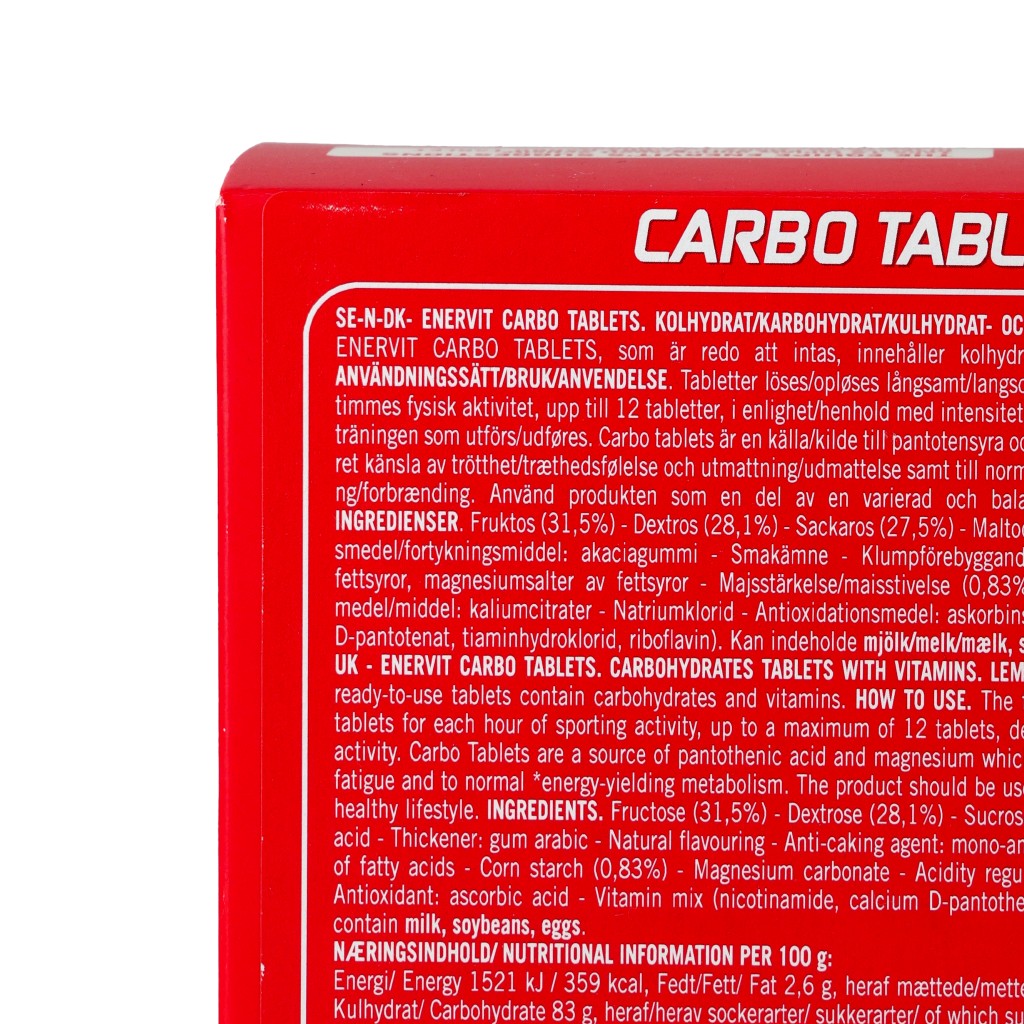 THE EQUIPE ENERVIT SUGGESTIONS
CARBO TABL
SE-N-DK- ENERVIT CARBO TABLETS. KOLHYDRAT/KARBOHYDRAT/KULHYDRAT- OC
ENERVIT CARBO TABLETS, som är redo att intas, innehåller kolhydr
ANVÄNDNINGSSÄTT/BRUK/ANVENDELSE. Tabletter löses/opløses långsamt/langso
timmes fysisk aktivitet, upp till 12 tabletter, i enlighet/henhold med intensitet
träningen som utförs/udføres. Carbo tablets är en källa/kilde till pantotensyra oc
ret känsla av trötthet/træthedsfølelse och utmattning/udmattelse samt till norm
ng/forbrænding. Använd produkten som en del av en varierad och bala
INGREDIENSER. Fruktos (31,5%) - Dextros (28,1%) - Sackaros (27,5%) - Maltod
smedel/fortykningsmiddel: akaciagummi - Smakämne - Klumpförebyggand
fettsyror, magnesiumsalter av fettsyror - Majsstärkelse/maisstivelse (0,83%
medel/middel: kaliumcitrater - Natriumklorid - Antioxidationsmedel: askorbins
D-pantotenat, tiaminhydroklorid, riboflavin). Kan indeholde mjölk/melk/mælk, s
UK - ENERVIT CARBO TABLETS. CARBOHYDRATES TABLETS WITH VITAMINS. LEM
ready-to-use tablets contain carbohydrates and vitamins. HOW TO USE. The
tablets for each hour of sporting activity, up to a maximum of 12 tablets, de
activity. Carbo Tablets are a source of pantothenic acid and magnesium whic
fatigue and to normal *energy-yielding metabolism. The product should be use
healthy lifestyle. INGREDIENTS. Fructose (31,5%) - Dextrose (28,1%) - Sucros
acid - Thickener: gum arabic - Natural flavouring - Anti-caking agent: mono-an
of fatty acids - Corn starch (0,83%) - Magnesium carbonate - Acidity regu
Antioxidant: ascorbic acid - Vitamin mix (nicotinamide, calcium D-pantothe
contain milk, soybeans, eggs.
NÆRINGSINDHOLD/ NUTRITIONAL INFORMATION PER 100 g:
Energi/ Energy 1521 kJ / 359 kcal, Fedt/Fett/ Fat 2,6 g, heraf mættede/mette
Kulhydrat/ Carbohydrate 83 g, heraf/herav sockerarter/ sukkerarter/ of which su